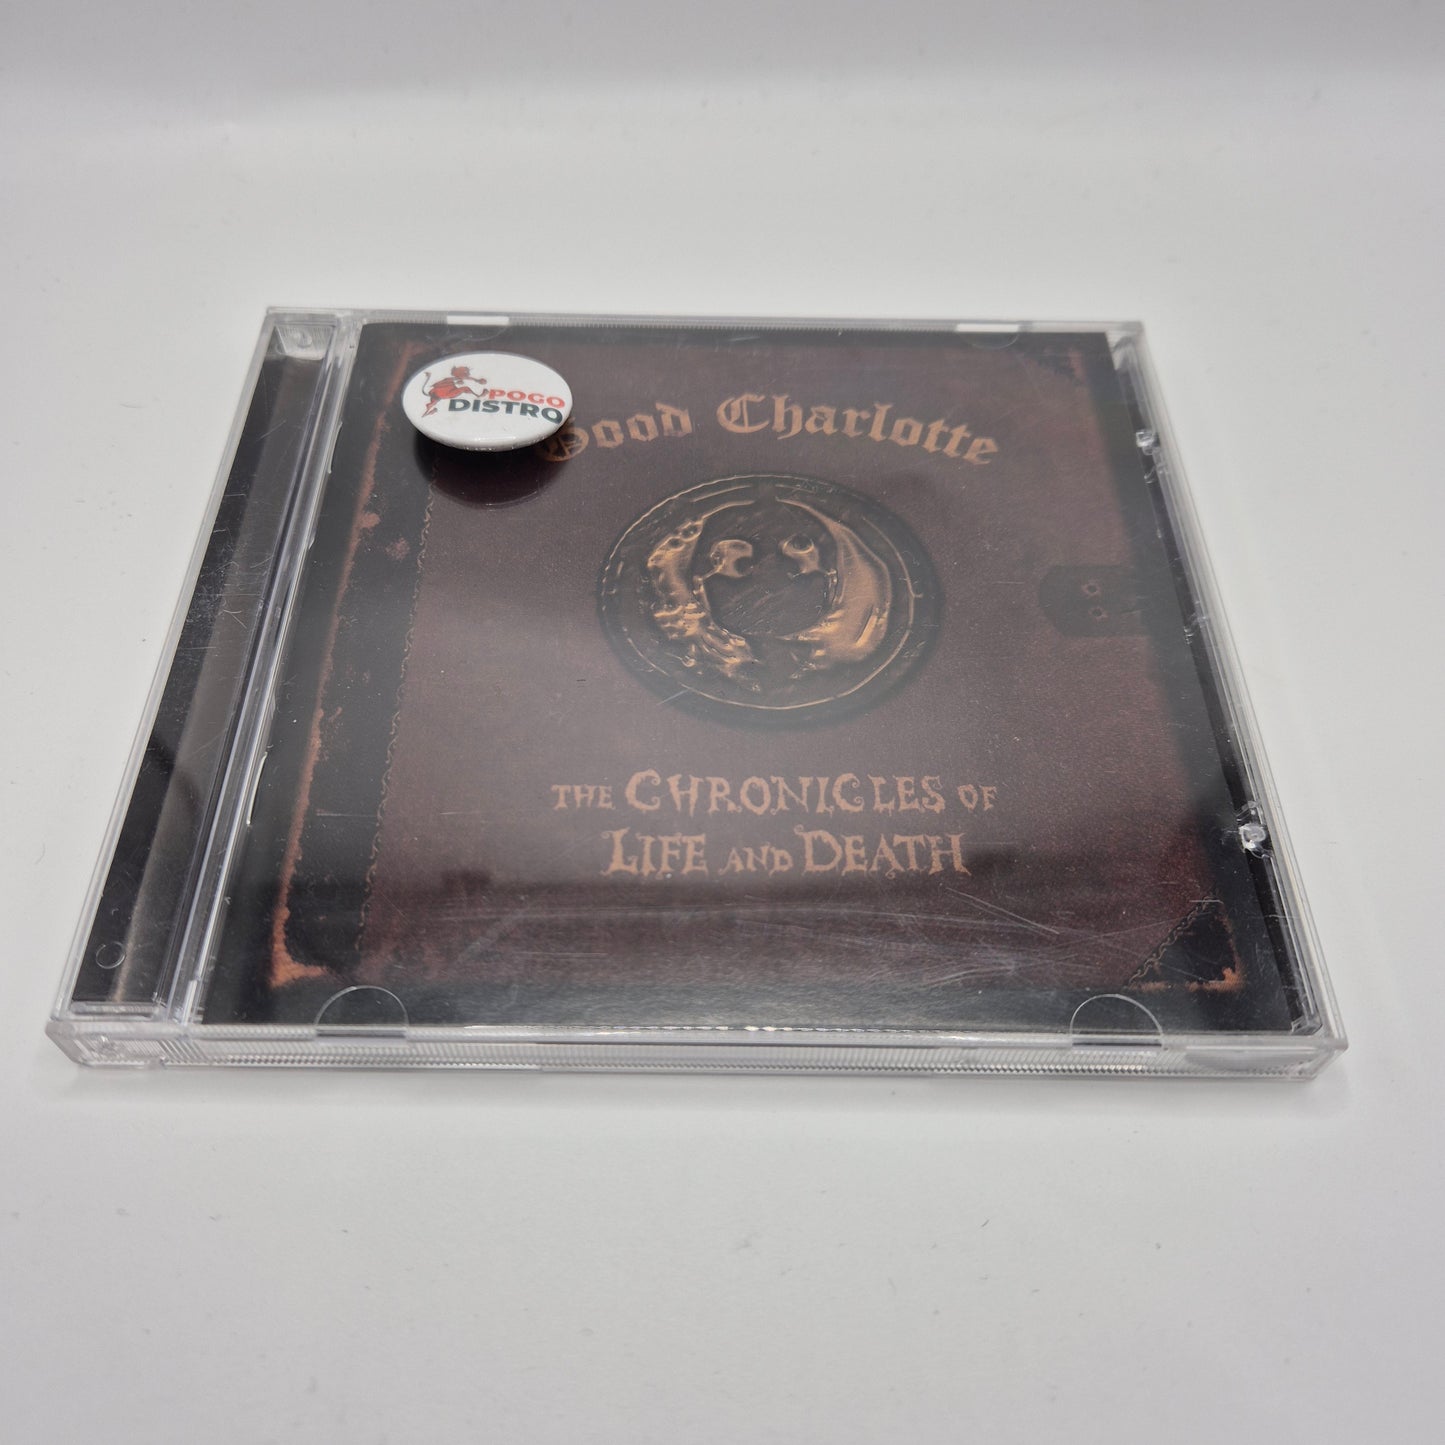 POGO
DISTRO
Good Charlotte
THE CHRONICLES OF
LIFE AND DEATH